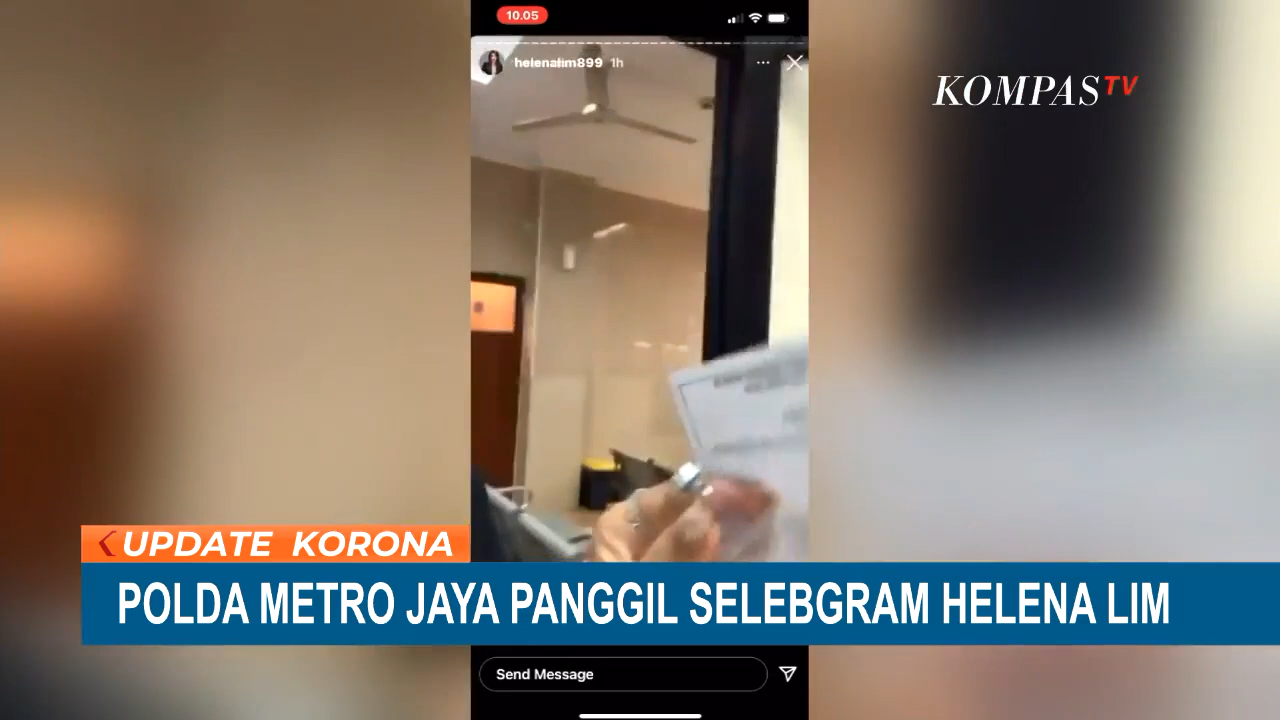 10.05
helenalim899 1h
KOMPASTV
UPDATE KORONA
POLDA METRO JAYA PANGGIL SELEBGRAM HELENA LIM
Send Message